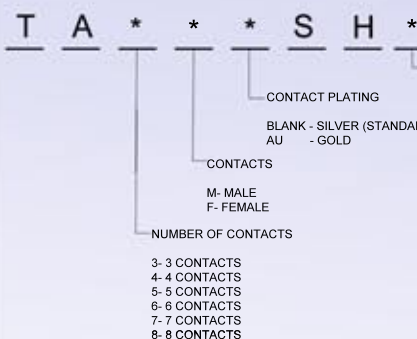 T A * * * S H *
CONTACT PLATING
BLANK - SILVER
AU - GOLD
CONTACTS
M- MALE
F- FEMALE
NUMBER OF CONTACTS
3- 3 CONTACTS
4- 4 CONTACTS
5- 5 CONTACTS
6- 6 CONTACTS
7- 7 CONTACTS
8- 8 CONTACTS